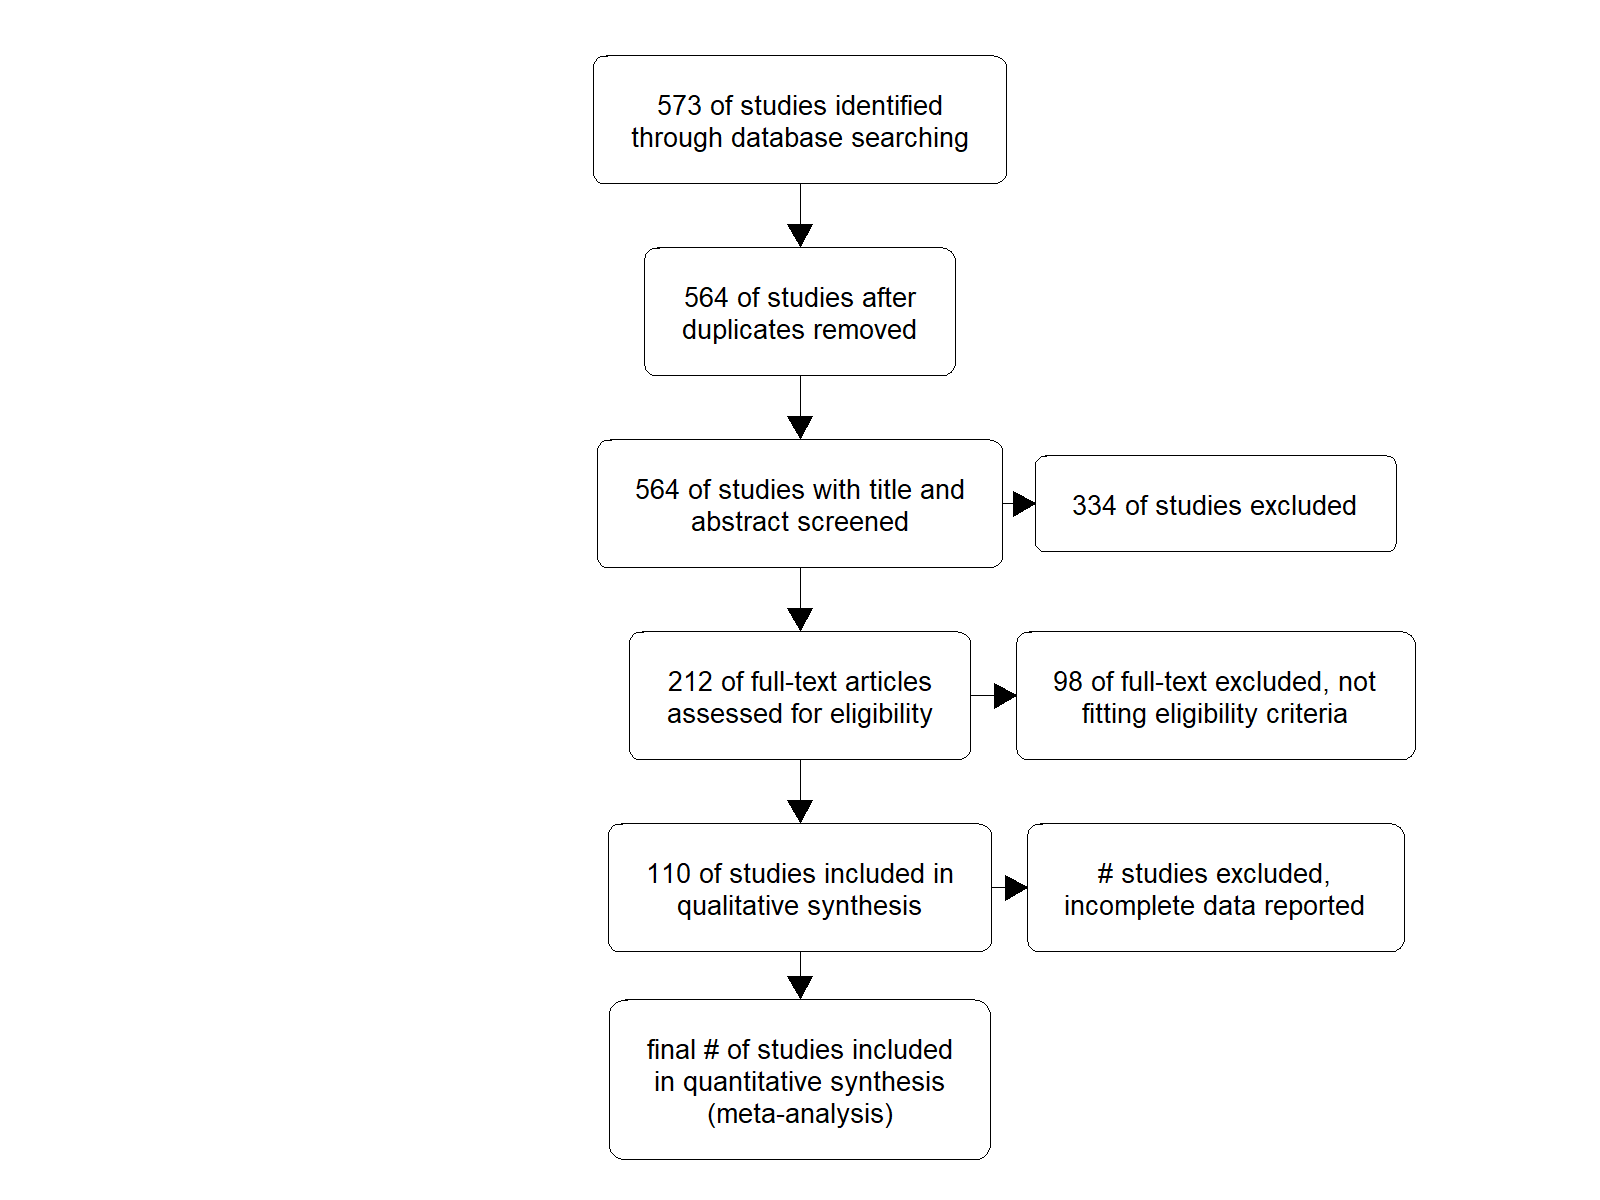 573 of studies identified
through database searching
564 of studies after
duplicates removed
564 of studies with title and
abstract screened
334 of studies excluded
212 of full-text articles
assessed for eligibility
98 of full-text excluded, not
fitting eligibility criteria
110 of studies included in
qualitative synthesis
# studies excluded,
incomplete data reported
final # of studies included
in quantitative synthesis
(meta-analysis)